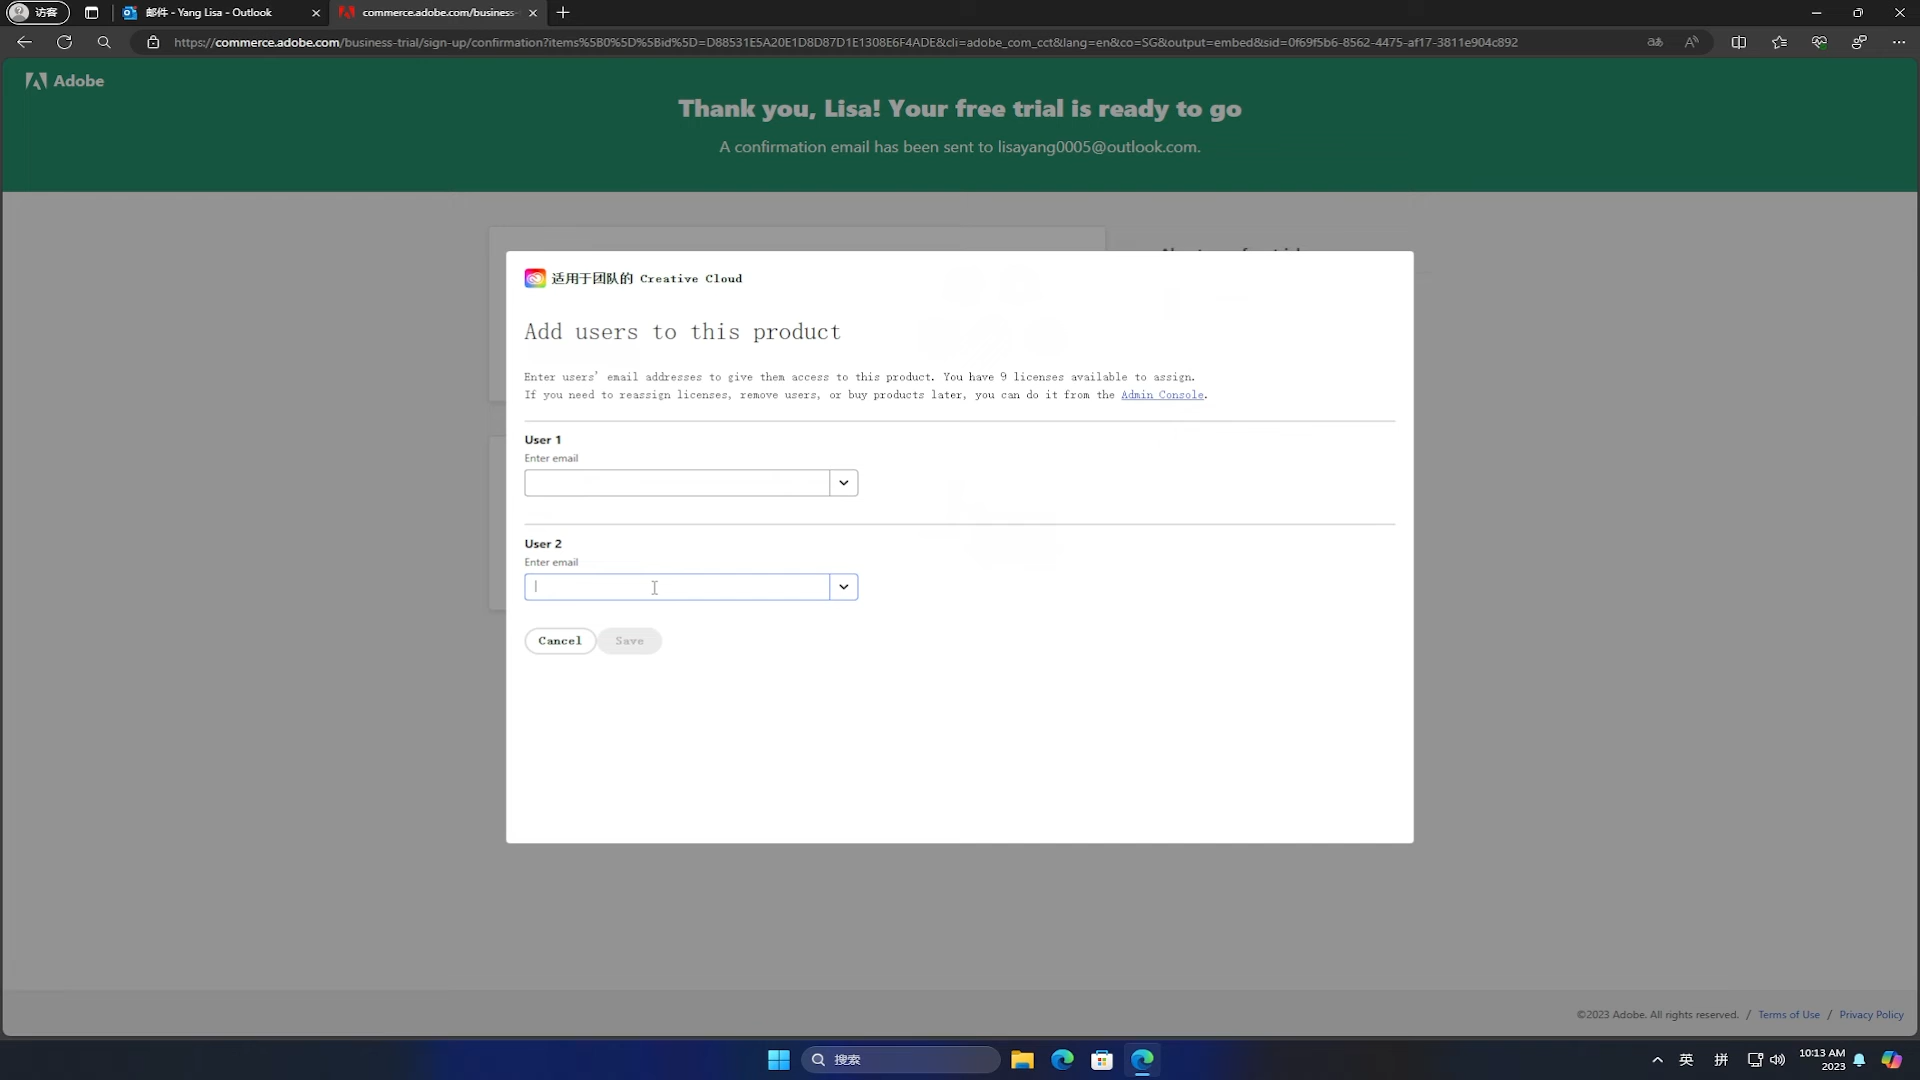 访客
邮件 - Yang Lisa - Outlook
commerce.adobe.com/business-
https://commerce.adobe.com/business-trial/sign-up/confirmation?items%5B0%5D%5Bid%5D=D88531E5A20E1D8D87D1E1308E6F4ADE&cli=adobe_com_cct&lang=en&co=SG&output=embed&sid=0f69f5b6-8562-4475-af17-3811e904c892
Adobe
Thank you, Lisa! Your free trial is ready to go
A confirmation email has been sent to lisayang0005@outlook.com.
适用于团队的 Creative Cloud
Add users to this product
Enter users' email addresses to give them access to this product. You have 9 licenses available to assign.
If you need to reassign licenses, remove users, or buy products later, you can do it from the Admin Console.
User 1
Enter email
User 2
Enter email
Cancel
Save
©2023 Adobe. All rights reserved. / Terms of Use / Privacy Policy
搜索
英
拼
10:13 AM
2023